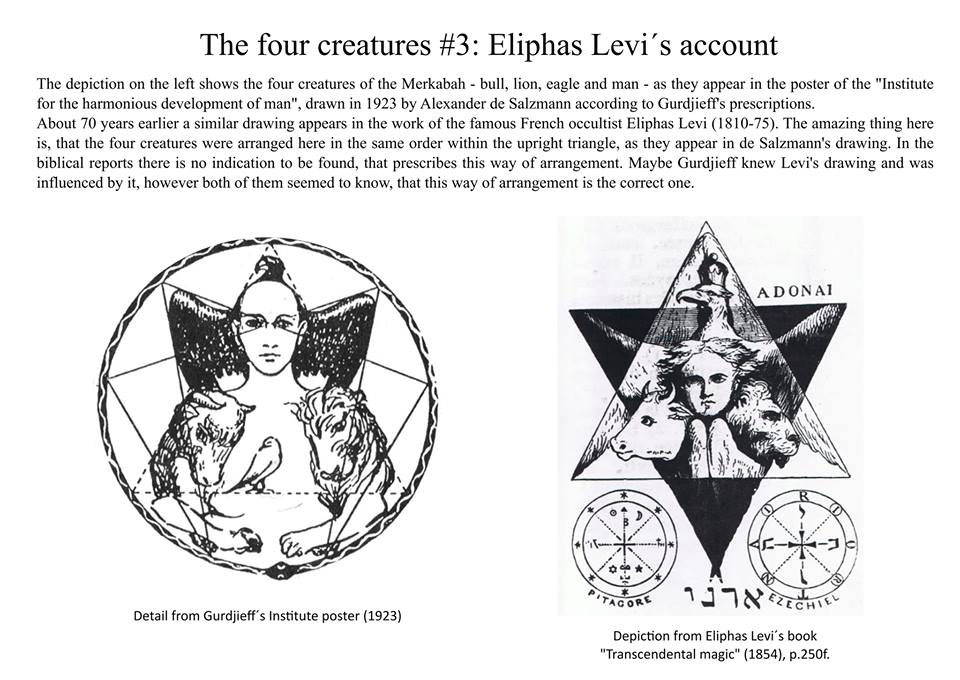 The four creatures #3: Eliphas Levi´s account
The depiction on the left shows the four creatures of the Merkabah - bull, lion, eagle and man - as they appear in the poster of the "Institute
for the harmonious development of man", drawn in 1923 by Alexander de Salzmann according to Gurdjieff's prescriptions.
About 70 years earlier a similar drawing appears in the work of the famous French occultist Eliphas Levi (1810-75). The amazing thing here
is, that the four creatures were arranged here in the same order within the upright triangle, as they appear in de Salzmann's drawing. In the
biblical reports there is no indication to be found, that prescribes this way of arrangement. Maybe Gurdjieff knew Levi's drawing and was
influenced by it, however both of them seemed to know, that this way of arrangement is the correct one.
ADONAI
PITAGORE
EZECHIEL
Detail from Gurdjieff´s Institute poster (1923)
Depiction from Eliphas Levi´s book
"Transcendental magic" (1854), p.250f.